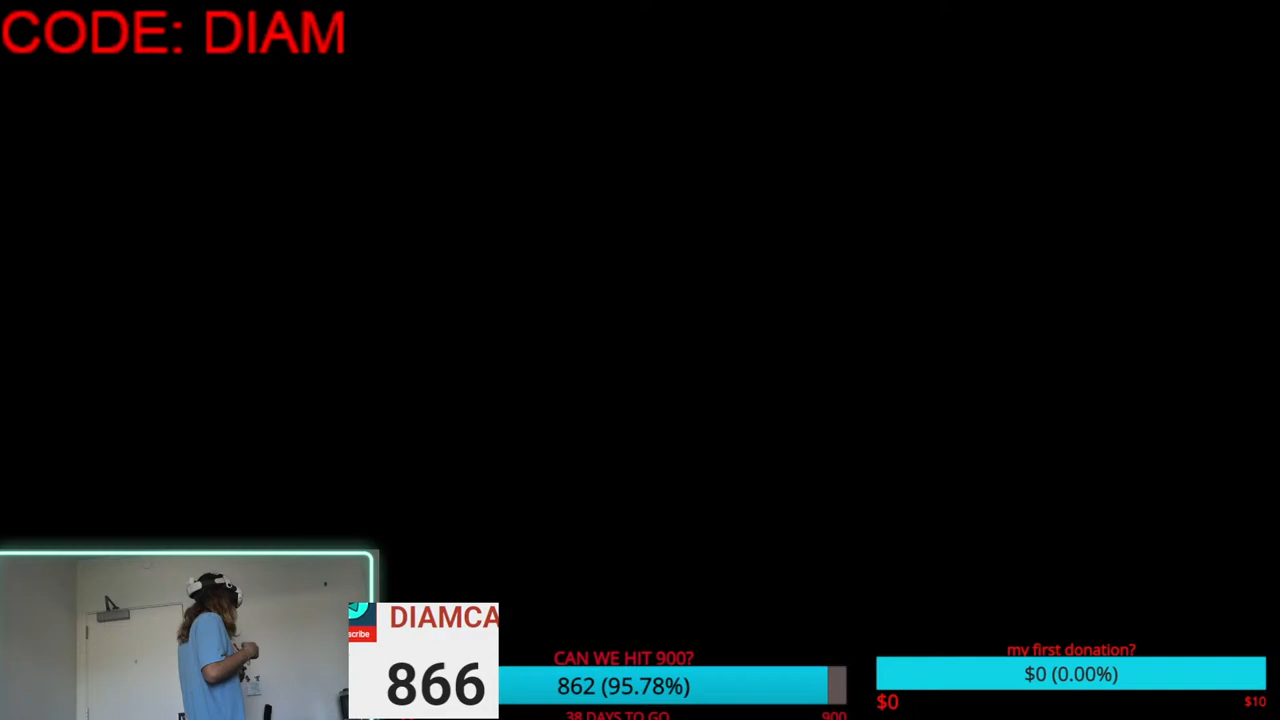 CODE: DIAM
scribe
DIAMCA
866
CAN WE HIT 900?
862 (95.78%)
38 DAYS TO GO
900
my first donation?
$0 (0.00%)
$0
$10